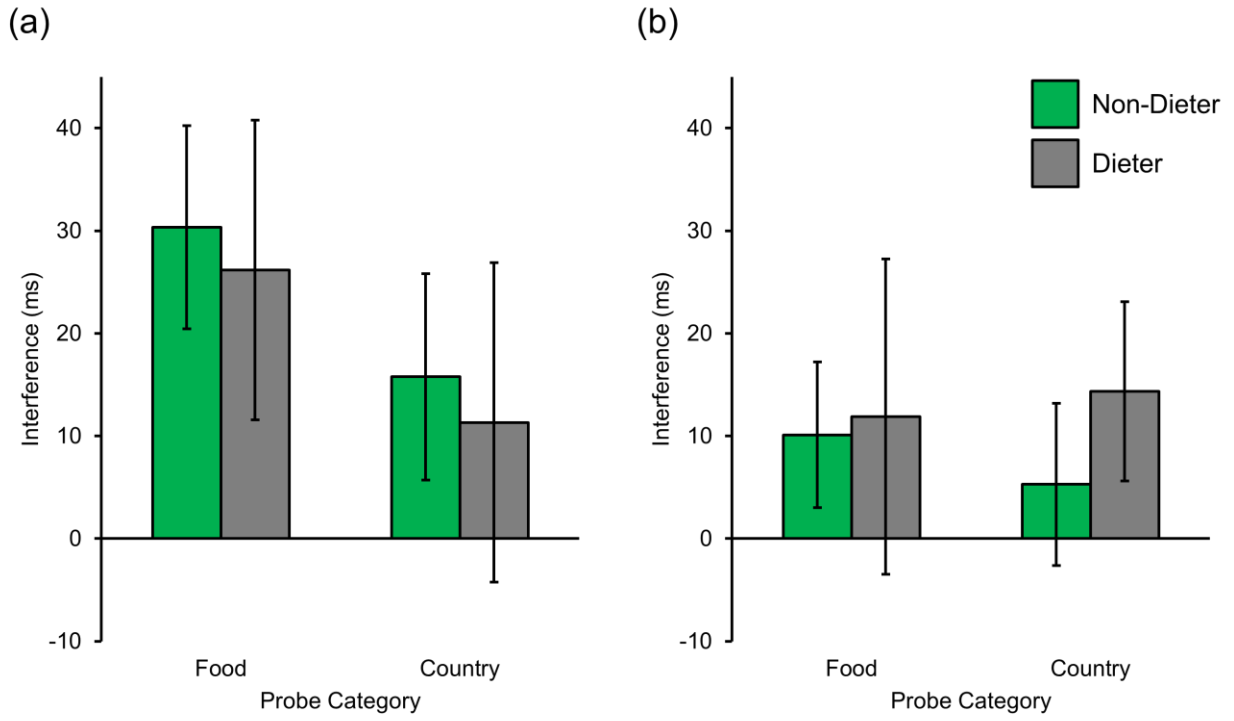 (a)
Interference (ms)
40
30
20
10
0
-10
Food Country
Probe Category
(b)
Non-Dieter
Dieter
Interference (ms)
40
30
20
10
0
-10
Food Country
Probe Category